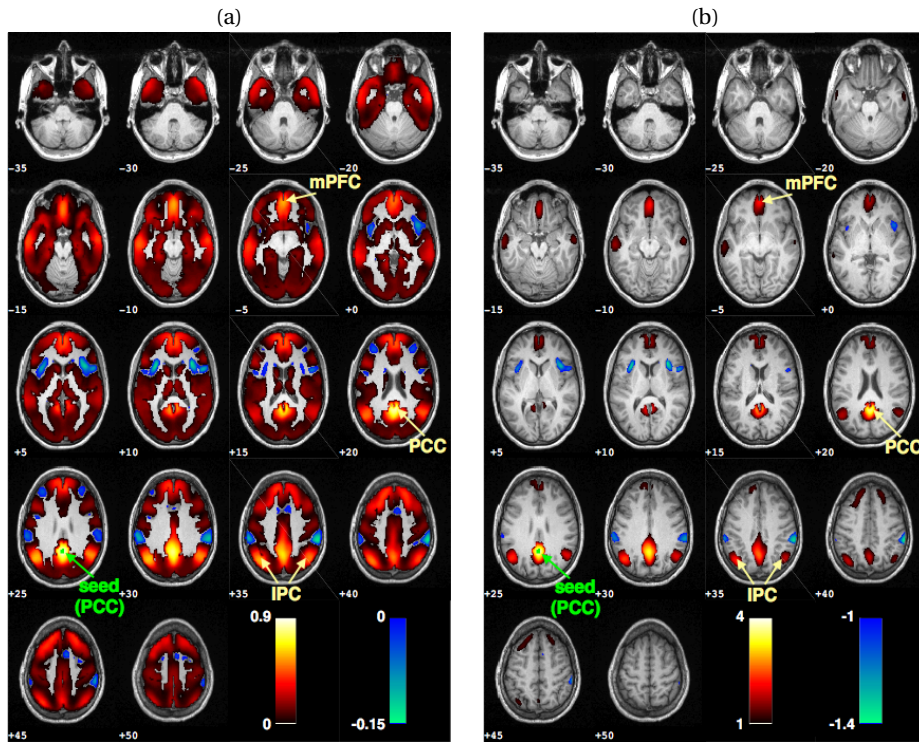 (a)
-35 -30 -25 -20
mPFC
-15 -10 -5 +0
+5 +10 +15 +20
PCC
+25 +30 +35 +40
seed
(PCC)
IPC
0.9
0
0
-0.15
+45 +50
(b)
-35 -30 -25 -20
mPFC
-15 -10 -5 +0
+5 +10 +15 +20
PCC
+25 +30 +35 +40
seed
(PCC)
IPC
4
1
-1
-1.4
+45 +50